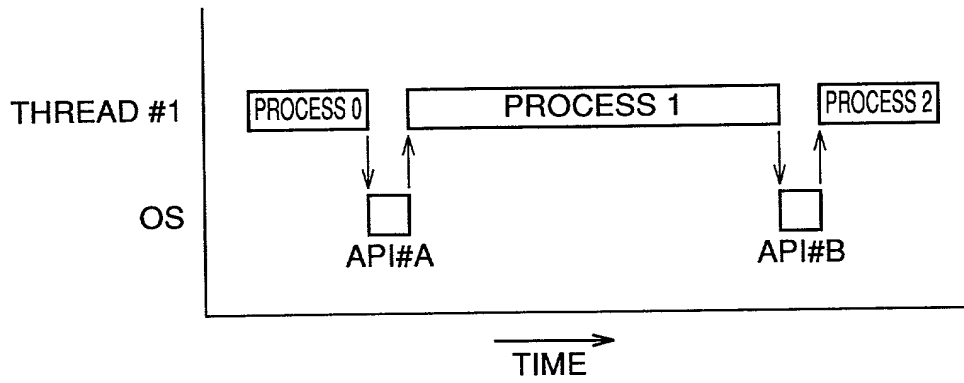 THREAD #1
PROCESS 0
PROCESS 1
PROCESS 2
OS
API#A
API#B
TIME